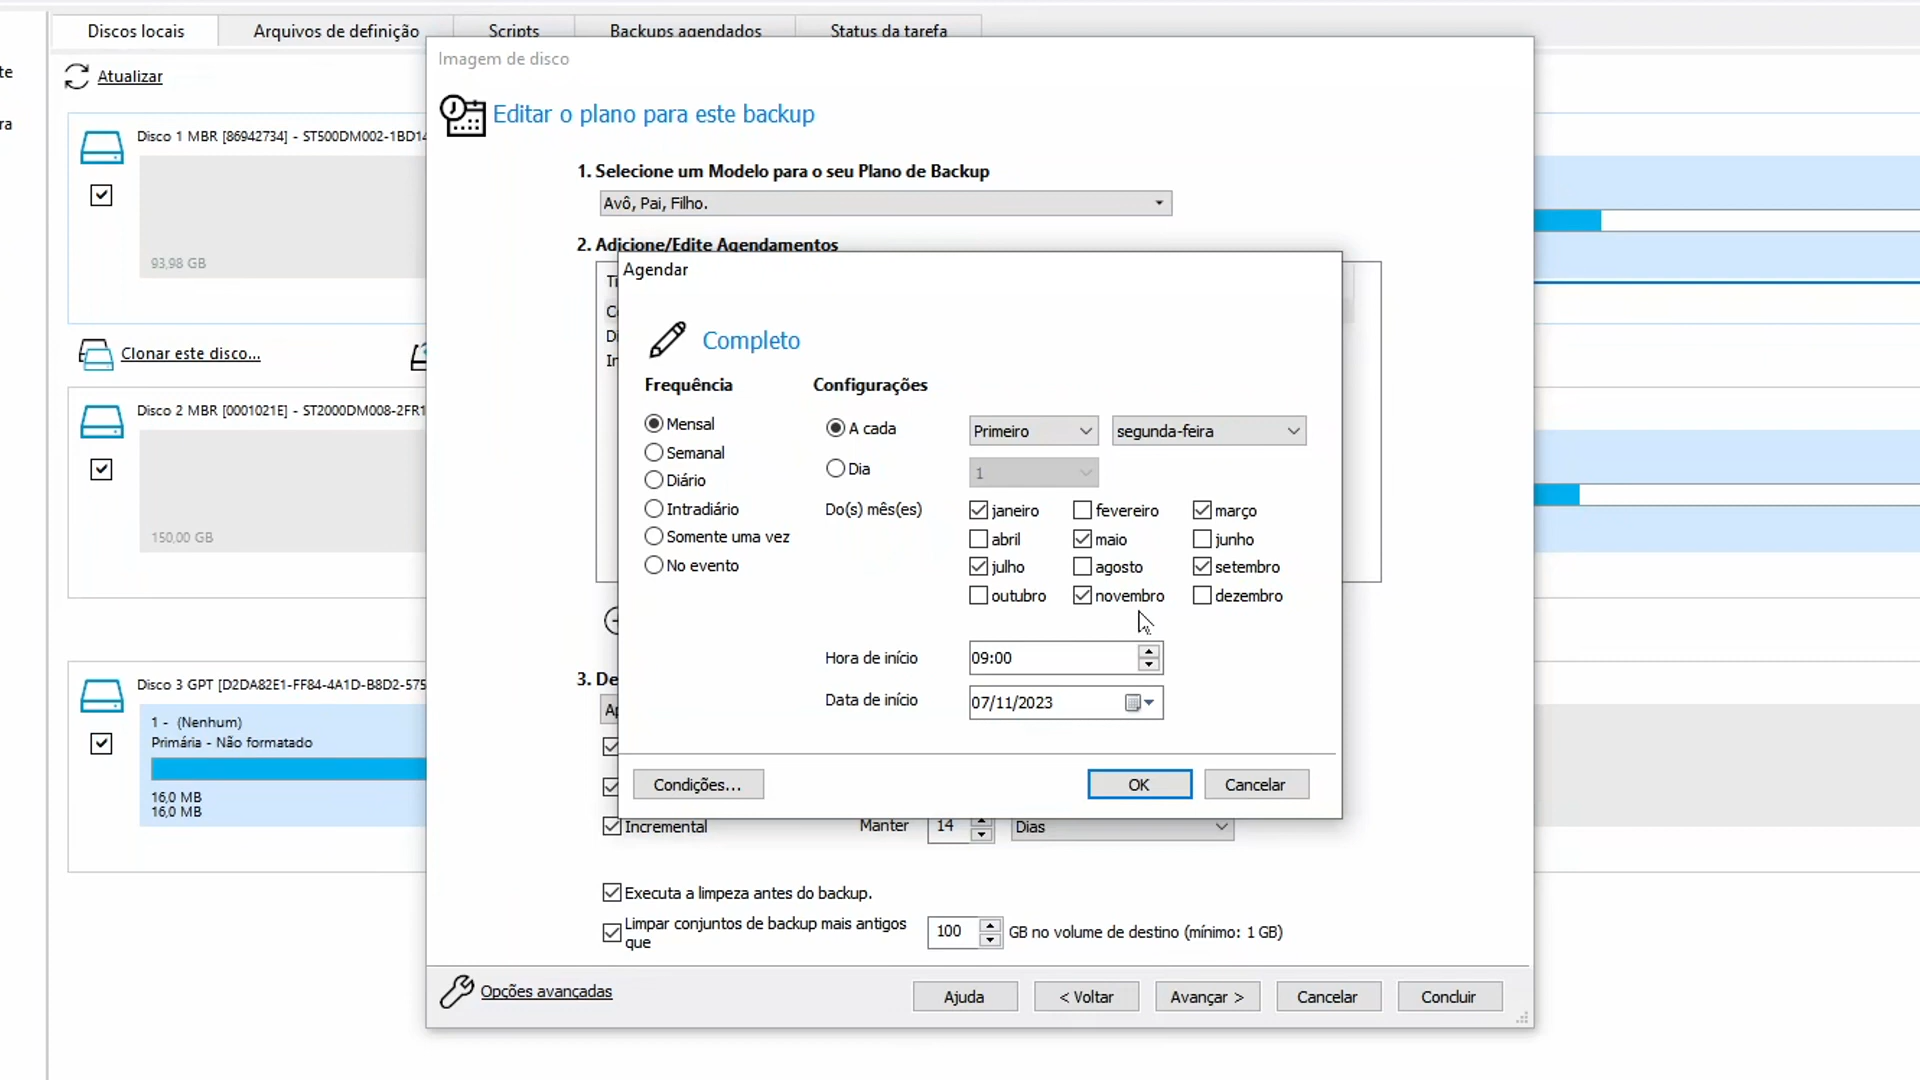 Discos locais
Arquivos de definição
Scripts
Backups agendados
Status da tarefa
te
ra
Atualizar
Disco 1 MBR [86942734] - ST500DM002-1BD14
93,98 GB
Clonar este disco...
Disco 2 MBR [0001021E] - ST2000DM008-2FR1
150,00 GB
Disco 3 GPT [D2DA82E1-FF84-4A1D-B8D2-575
1 - (Nenhum)
Primária - Não formatado
16,0 MB
16,0 MB
Imagem de disco
Editar o plano para este backup
1. Selecione um Modelo para o seu Plano de Backup
Avô, Pai, Filho.
2. Adicione/Edite Agendamentos
Agendar
Completo
Frequência
Mensal
Semanal
Diário
Intradiário
Somente uma vez
No evento
Configurações
A cada Primeiro segunda-feira
Dia 1
Do(s) mês(es)
janeiro fevereiro março
abril maio junho
julho agosto setembro
outubro novembro dezembro
Hora de início 09:00
Data de início 07/11/2023
Condições...
OK
Cancelar
3. De
Incremental Manter 14 Dias
Executa a limpeza antes do backup.
Limpar conjuntos de backup mais antigos
que
100 GB no volume de destino (mínimo: 1 GB)
Opções avançadas
Ajuda
< Voltar
Avançar >
Cancelar
Concluir